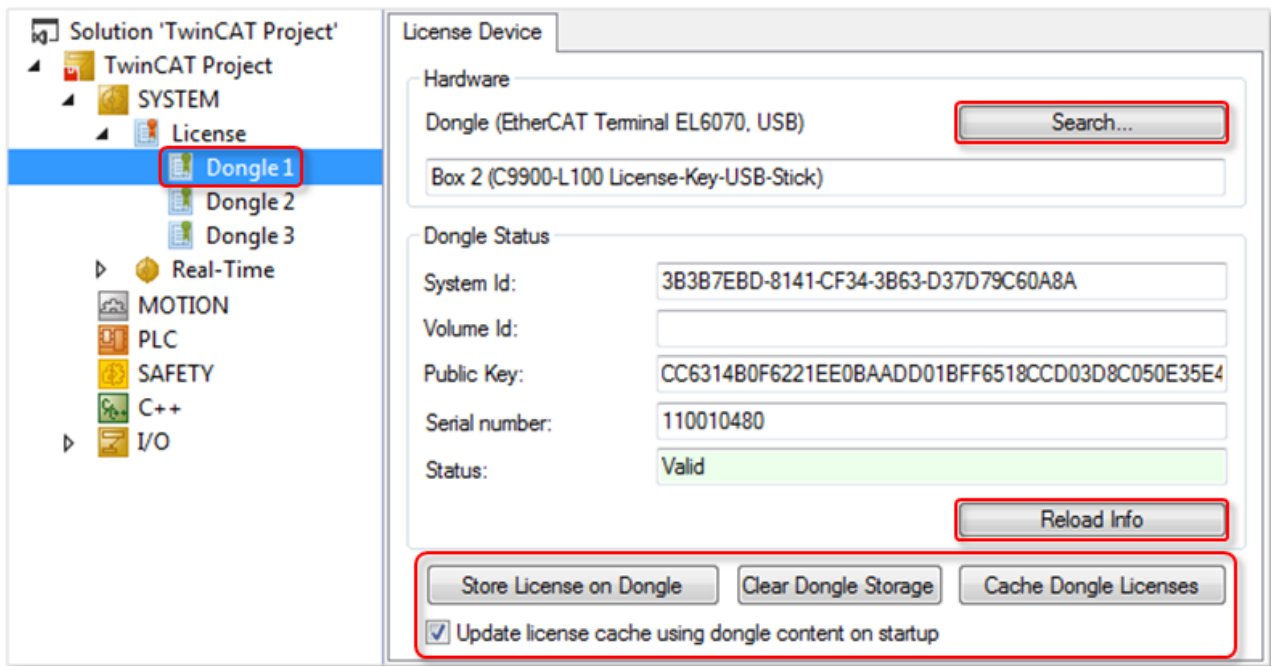 Solution 'TwinCAT Project'
TwinCAT Project
SYSTEM
License
Dongle 1
Dongle 2
Dongle 3
Real-Time
MOTION
PLC
SAFETY
C++
I/O
License Device
Hardware
Dongle (EtherCAT Terminal EL6070, USB)
Search...
Box 2 (C9900-L100 License-Key-USB-Stick)
Dongle Status
System Id: 3B3B7EBD-8141-CF34-3B63-D37D79C60A8A
Volume Id:
Public Key: CC6314B0F6221EE0BAADD01BFF6518CCD03D8C050E35E4
Serial number: 110010480
Status: Valid
Reload Info
Store License on Dongle Clear Dongle Storage Cache Dongle Licenses
Update license cache using dongle content on startup